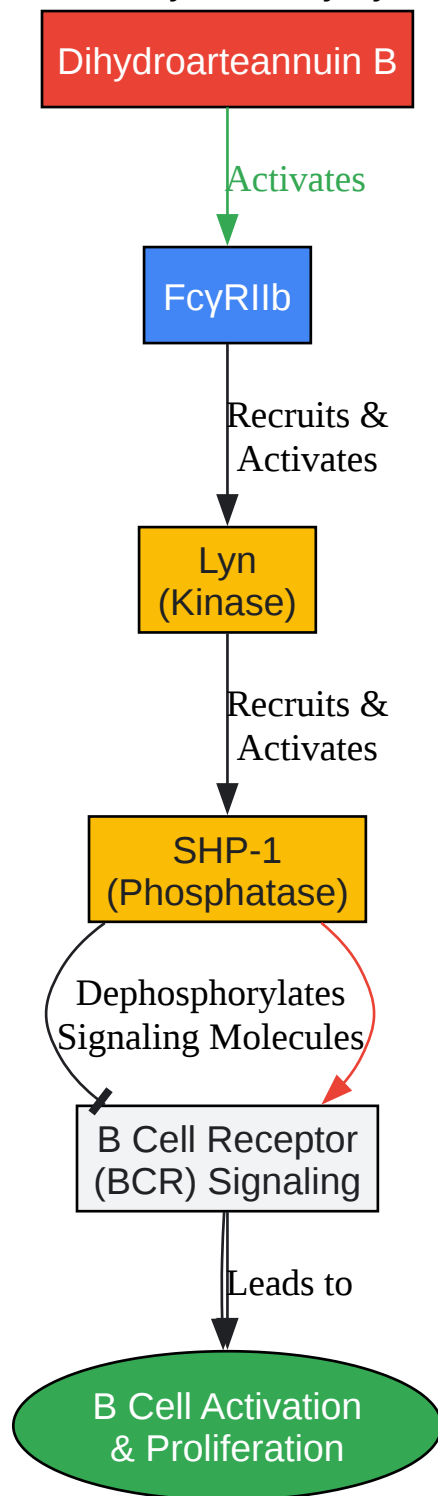 Dihydroarteannuin B
Activates
FcγRIIb
Recruits &
Activates
Lyn
(Kinase)
Recruits &
Activates
SHP-1
(Phosphatase)
Dephosphorylates
Signaling Molecules
B Cell Receptor
(BCR) Signaling
Leads to
B Cell Activation
& Proliferation